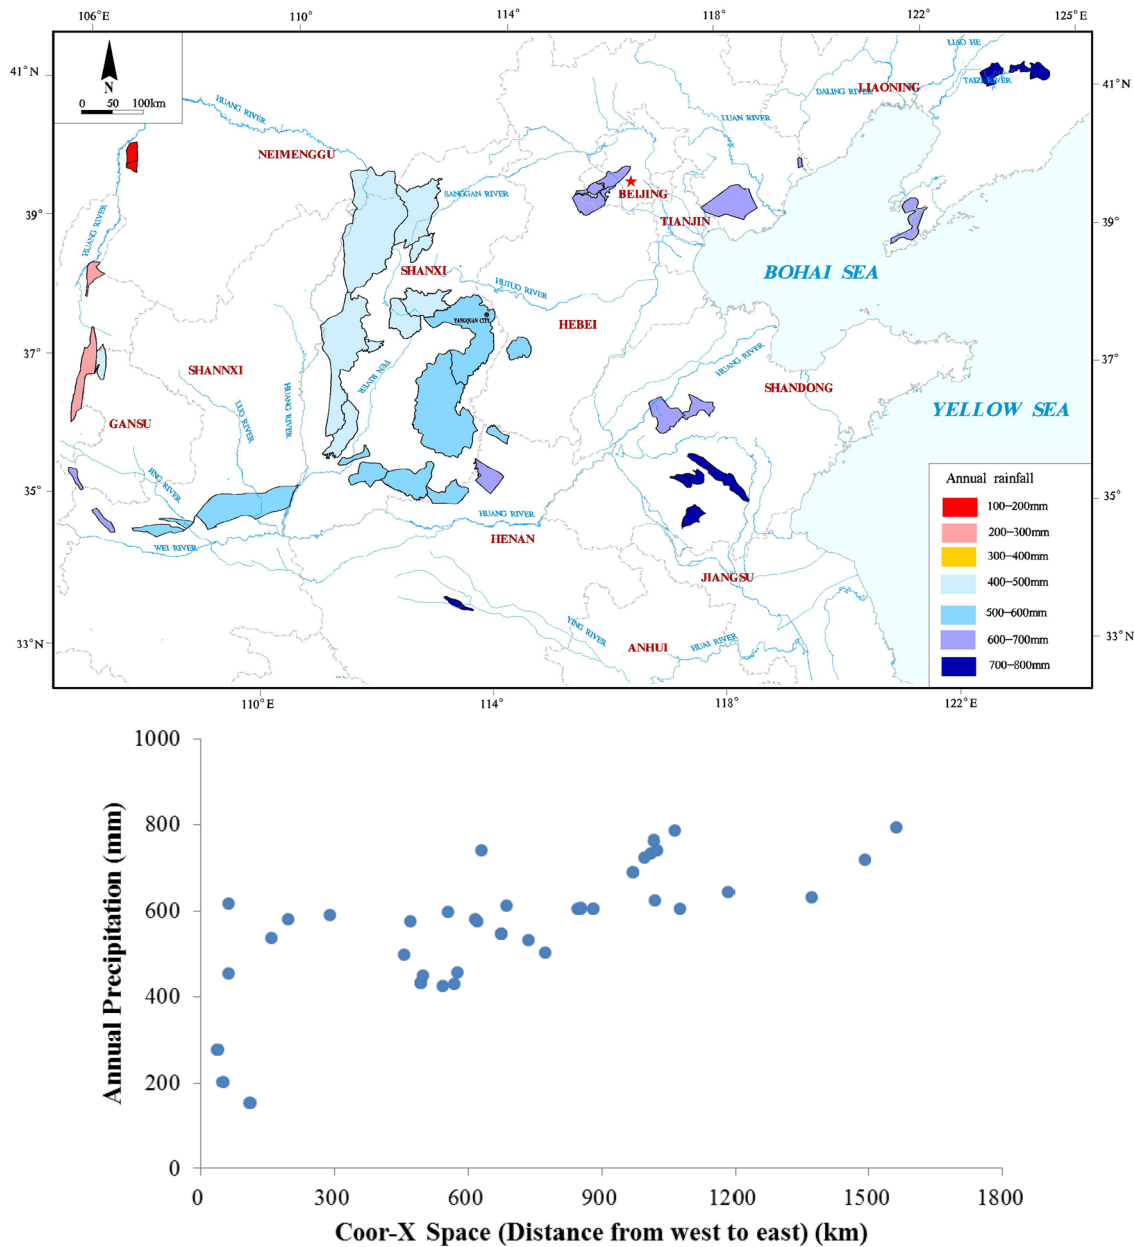 106°E 110° 114° 118° 122° 125°E
41°N
N
0 50 100km
HUANG RIVER
NEIMENGGU
LIAO HE
LIAONING
TAIZI RIVER
DALING RIVER
LUAN RIVER
41°N
SANGGAN RIVER
BEIJING
TIANJIN
39°N
HUANG RIVER
39°N
SHANXI
HUTUO RIVER
BOHAI SEA
YANGQUAN CITY
HEBEI
37°
SHANNXI
FEN RIVER
HUANG RIVER
SHANDONG
37°N
LUO RIVER
HUANG RIVER
GANSU
YELLOW SEA
JING RIVER
35°
HUANG RIVER
HENAN
WEI RIVER
35°N
JIANGSU
YING RIVER
ANHUI
HUAI RIVER
33°N
33°N
Annual rainfall
100-200mm
200-300mm
300-400mm
400-500mm
500-600mm
600-700mm
700-800mm
110°E 114° 118° 122°E
1000
800
600
400
200
0
Annual Precipitation (mm)
0 300 600 900 1200 1500 1800
Coor-X Space (Distance from west to east) (km)